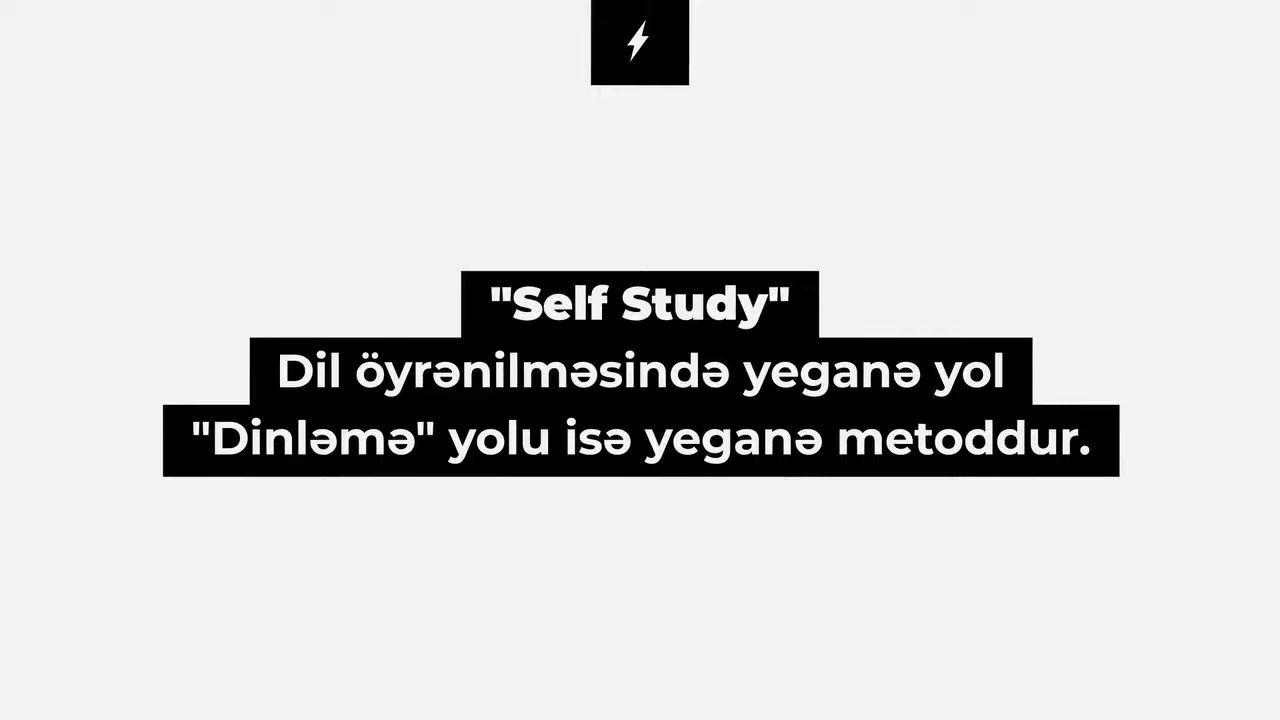 "Self Study"
Dil öyrənilməsində yeganə yol
"Dinləmə" yolu isə yeganə metoddur.